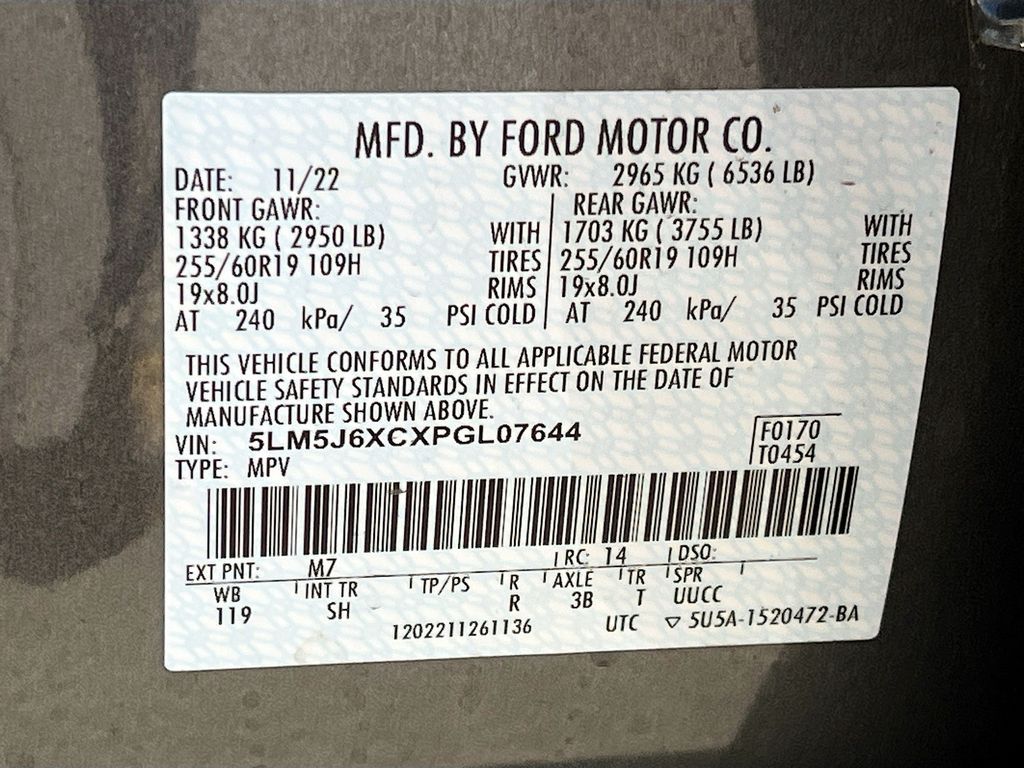 MFD. BY FORD MOTOR CO.
DATE: 11/22 GVWR: 2965 KG ( 6536 LB)
FRONT GAWR: REAR GAWR:
1338 KG ( 2950 LB) WITH 1703 KG ( 3755 LB) WITH
255/60R19 109H TIRES 255/60R19 109H TIRES
19x8.0J RIMS 19x8.0J RIMS
AT 240 kPa/ 35 PSI COLD AT 240 kPa/ 35 PSI COLD
THIS VEHICLE CONFORMS TO ALL APPLICABLE FEDERAL MOTOR
VEHICLE SAFETY STANDARDS IN EFFECT ON THE DATE OF
MANUFACTURE SHOWN ABOVE.
VIN: 5LM5J6XCXPGL07644 F0170
TYPE: MPV T0454
EXT PNT: M7 RC: 14 DSO:
WB INT TR TP/PS R AXLE TR SPR
119 SH R 3B T UUCC
1202211261136 UTC ▽ 5U5A-1520472-BA